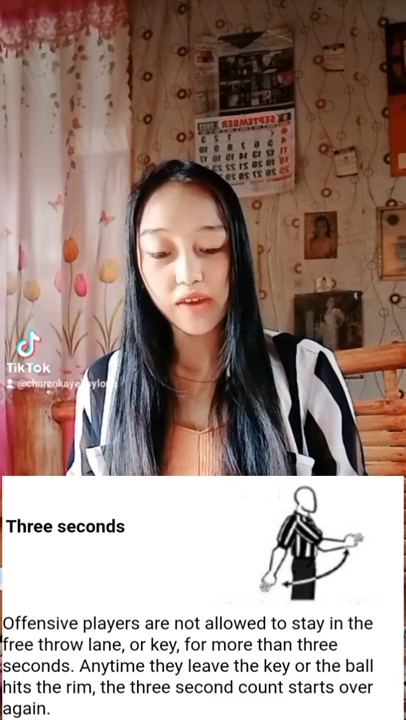 SEPTEMBER
TikTok
Three seconds
Offensive players are not allowed to stay in the
free throw lane, or key, for more than three
seconds. Anytime they leave the key or the ball
hits the rim, the three second count starts over
again.